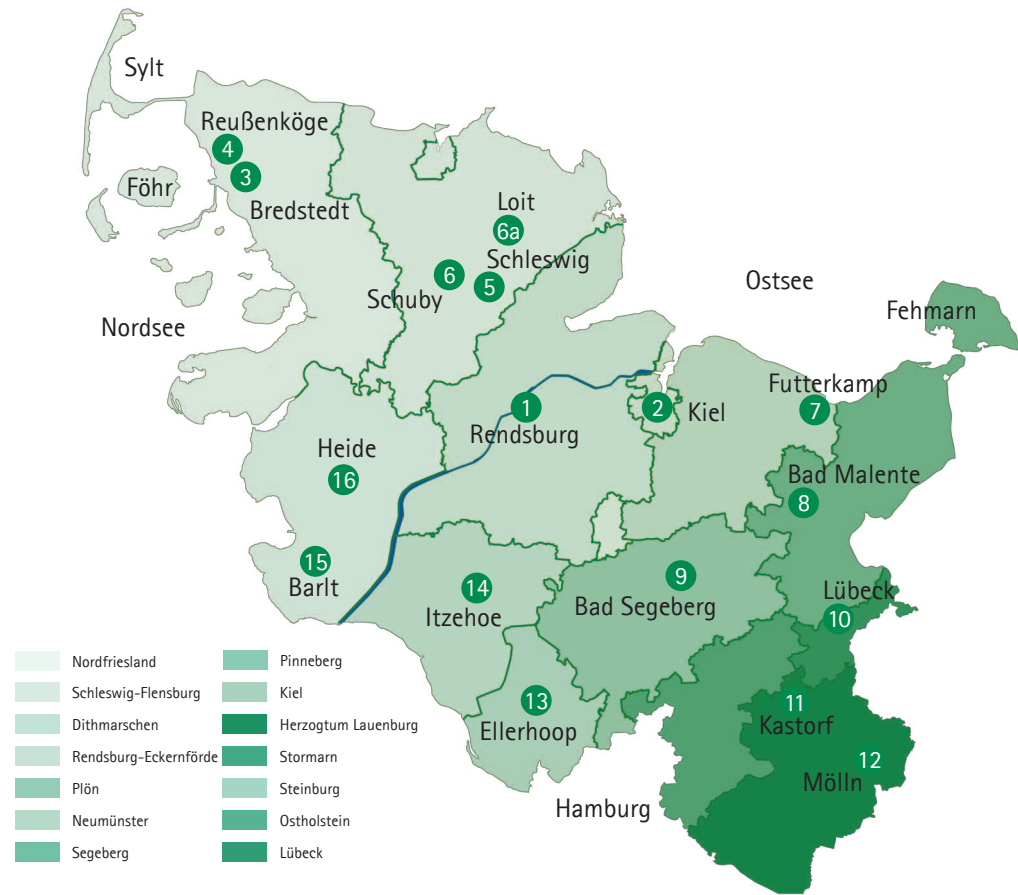 Sylt
Reußenköge
4
3
Föhr
Bredstedt
Loit
6a
Schleswig
6
5
Schuby
Ostsee
Nordsee
Fehmarn
Futterkamp
7
1
2
Kiel
Rendsburg
Heide
16
Bad Malente
8
15
Barlt
14
Itzehoe
9
Bad Segeberg
Lübeck
10
13
Ellerhoop
11
Kastorf
12
Mölln
Hamburg
Nordfriesland
Schleswig-Flensburg
Dithmarschen
Rendsburg-Eckernförde
Plön
Neumünster
Segeberg
Pinneberg
Kiel
Herzogtum Lauenburg
Stormarn
Steinburg
Ostholstein
Lübeck